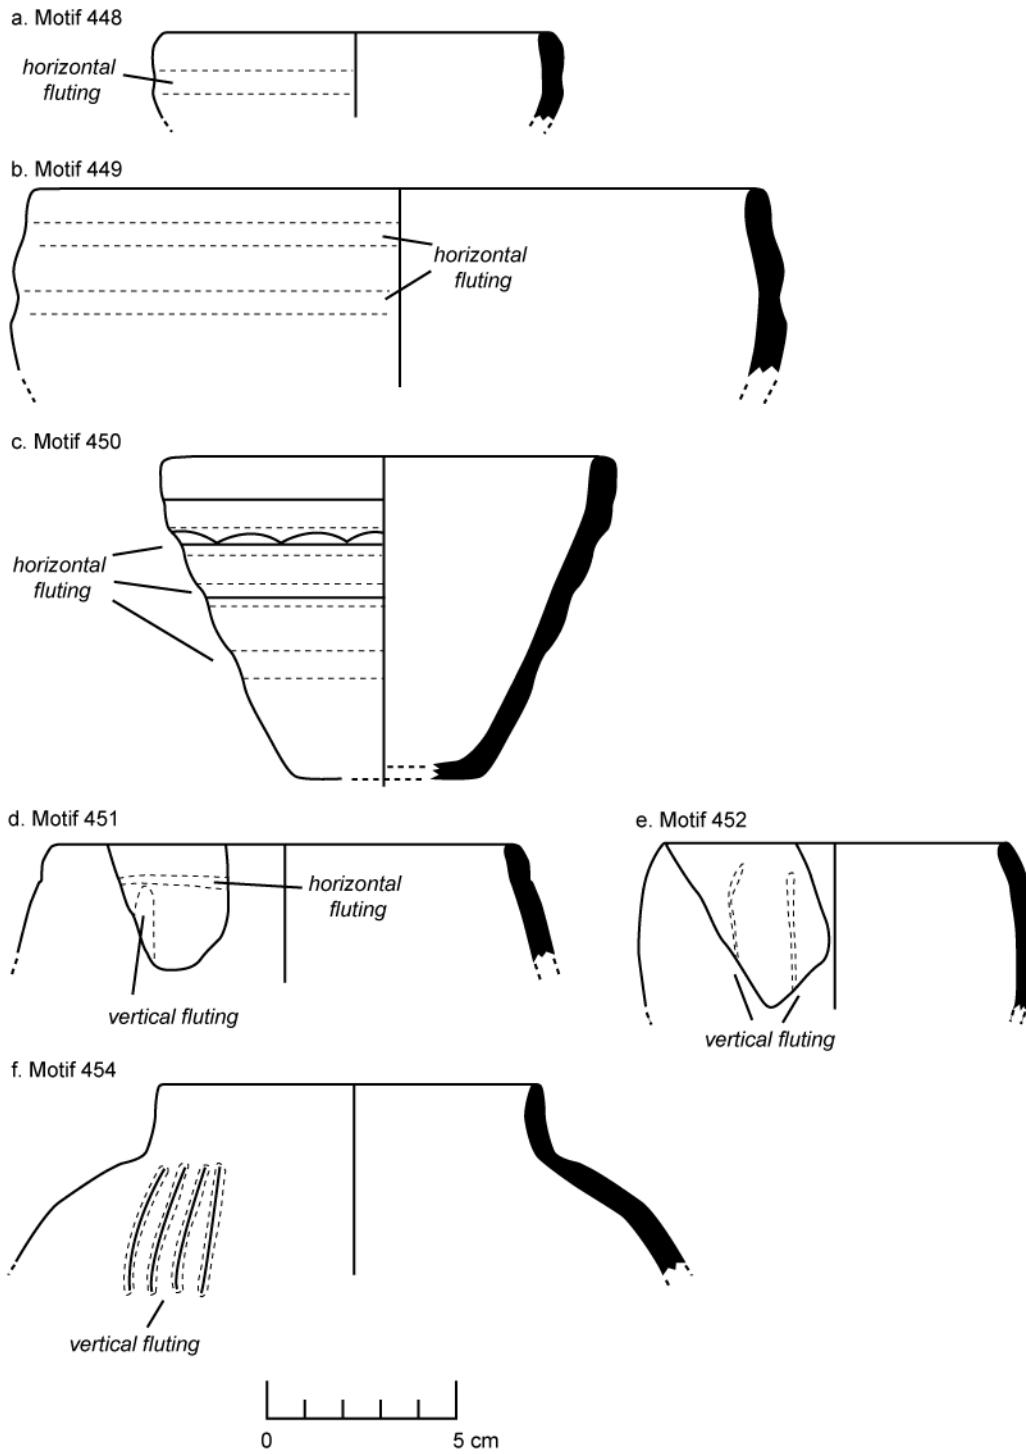 a. Motif 448
horizontal
fluting
b. Motif 449
horizontal
fluting
c. Motif 450
horizontal
fluting
d. Motif 451
horizontal
fluting
vertical fluting
e. Motif 452
vertical fluting
f. Motif 454
vertical fluting
0 5 cm